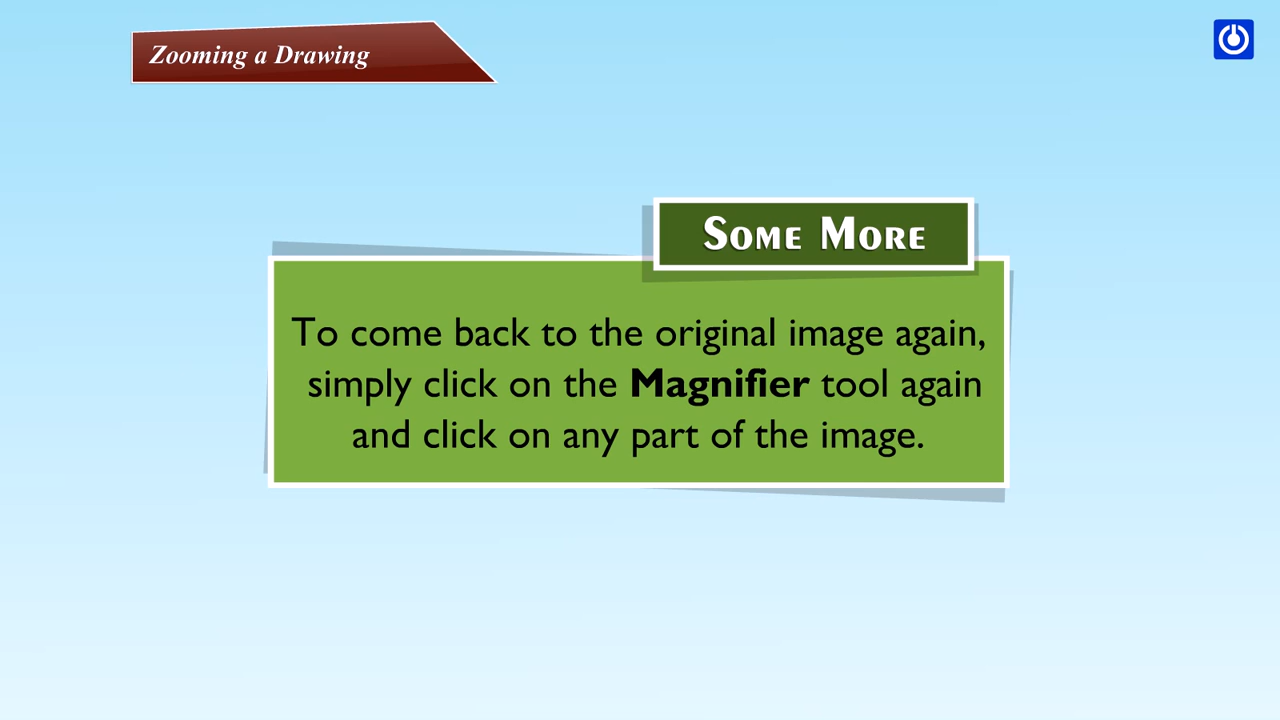 Zooming a Drawing
Some More
To come back to the original image again,
simply click on the Magnifier tool again
and click on any part of the image.